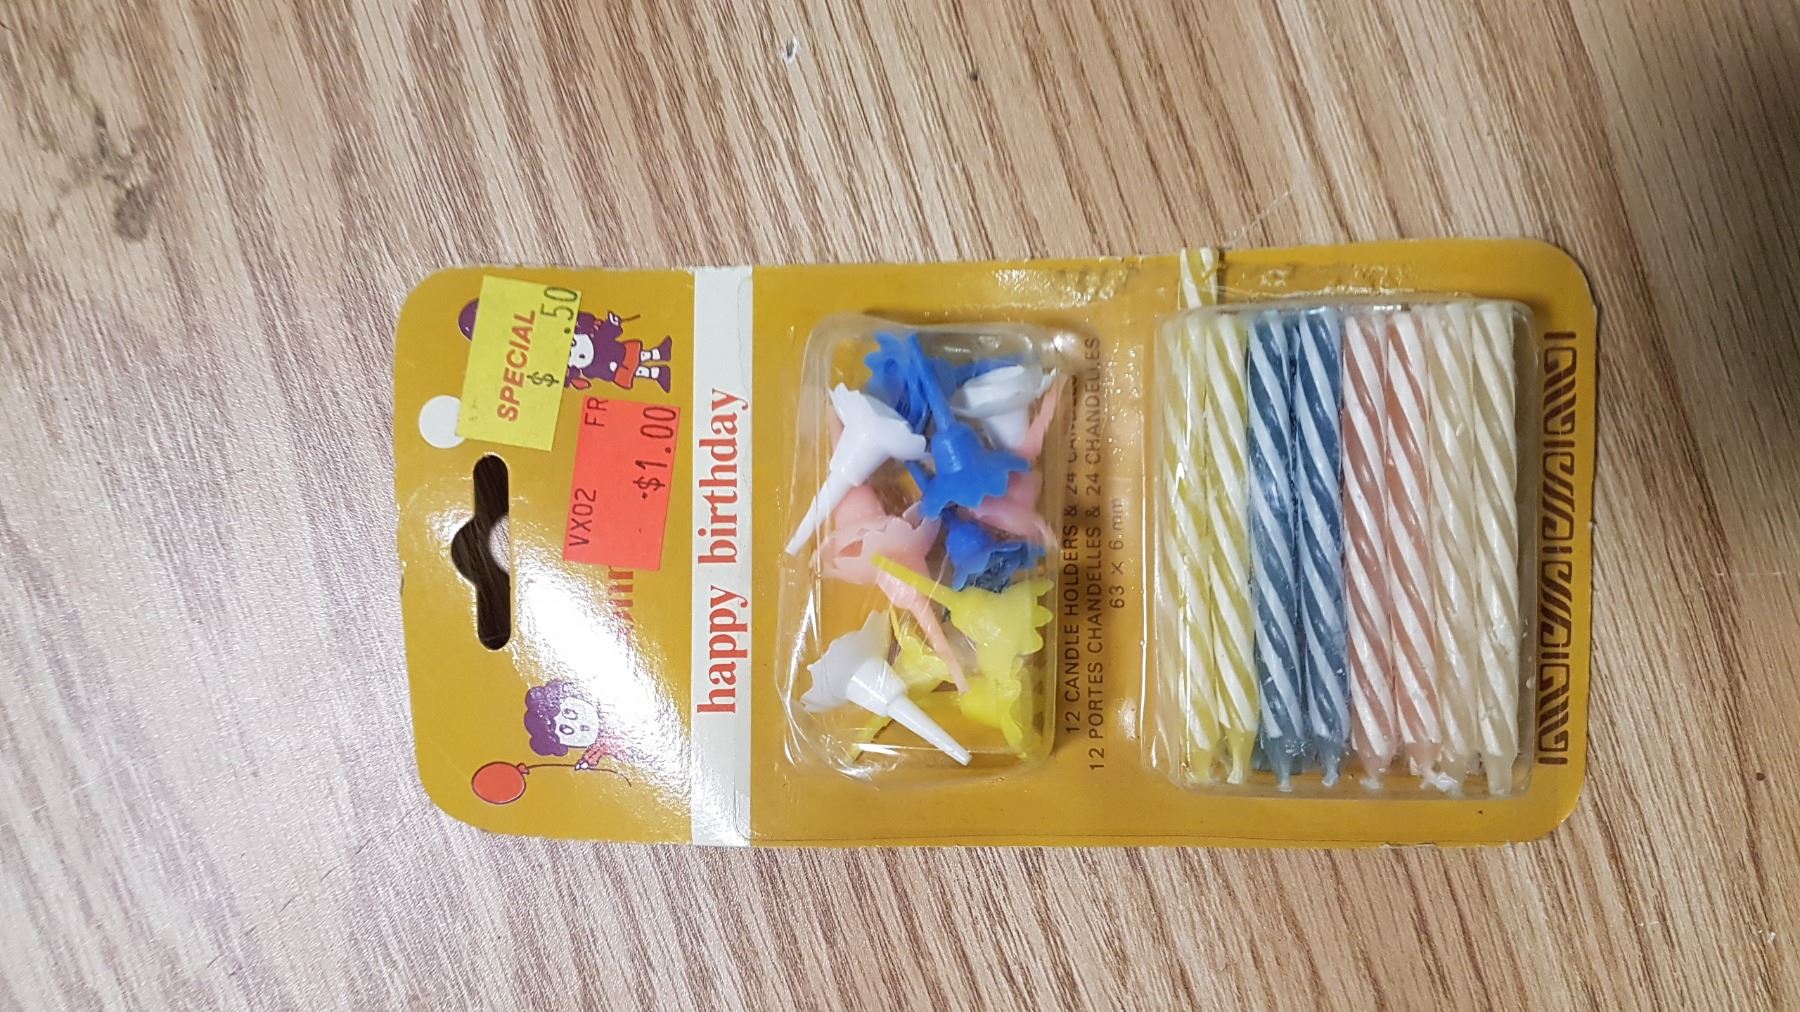 SPECIAL
$ .50
VX02 FR
$1.00
happy birthday
12 CANDLE HOLDERS & 24 CANDLES
12 PORTES CHANDELLES & 24 CHANDELLES
63 × 6 mm